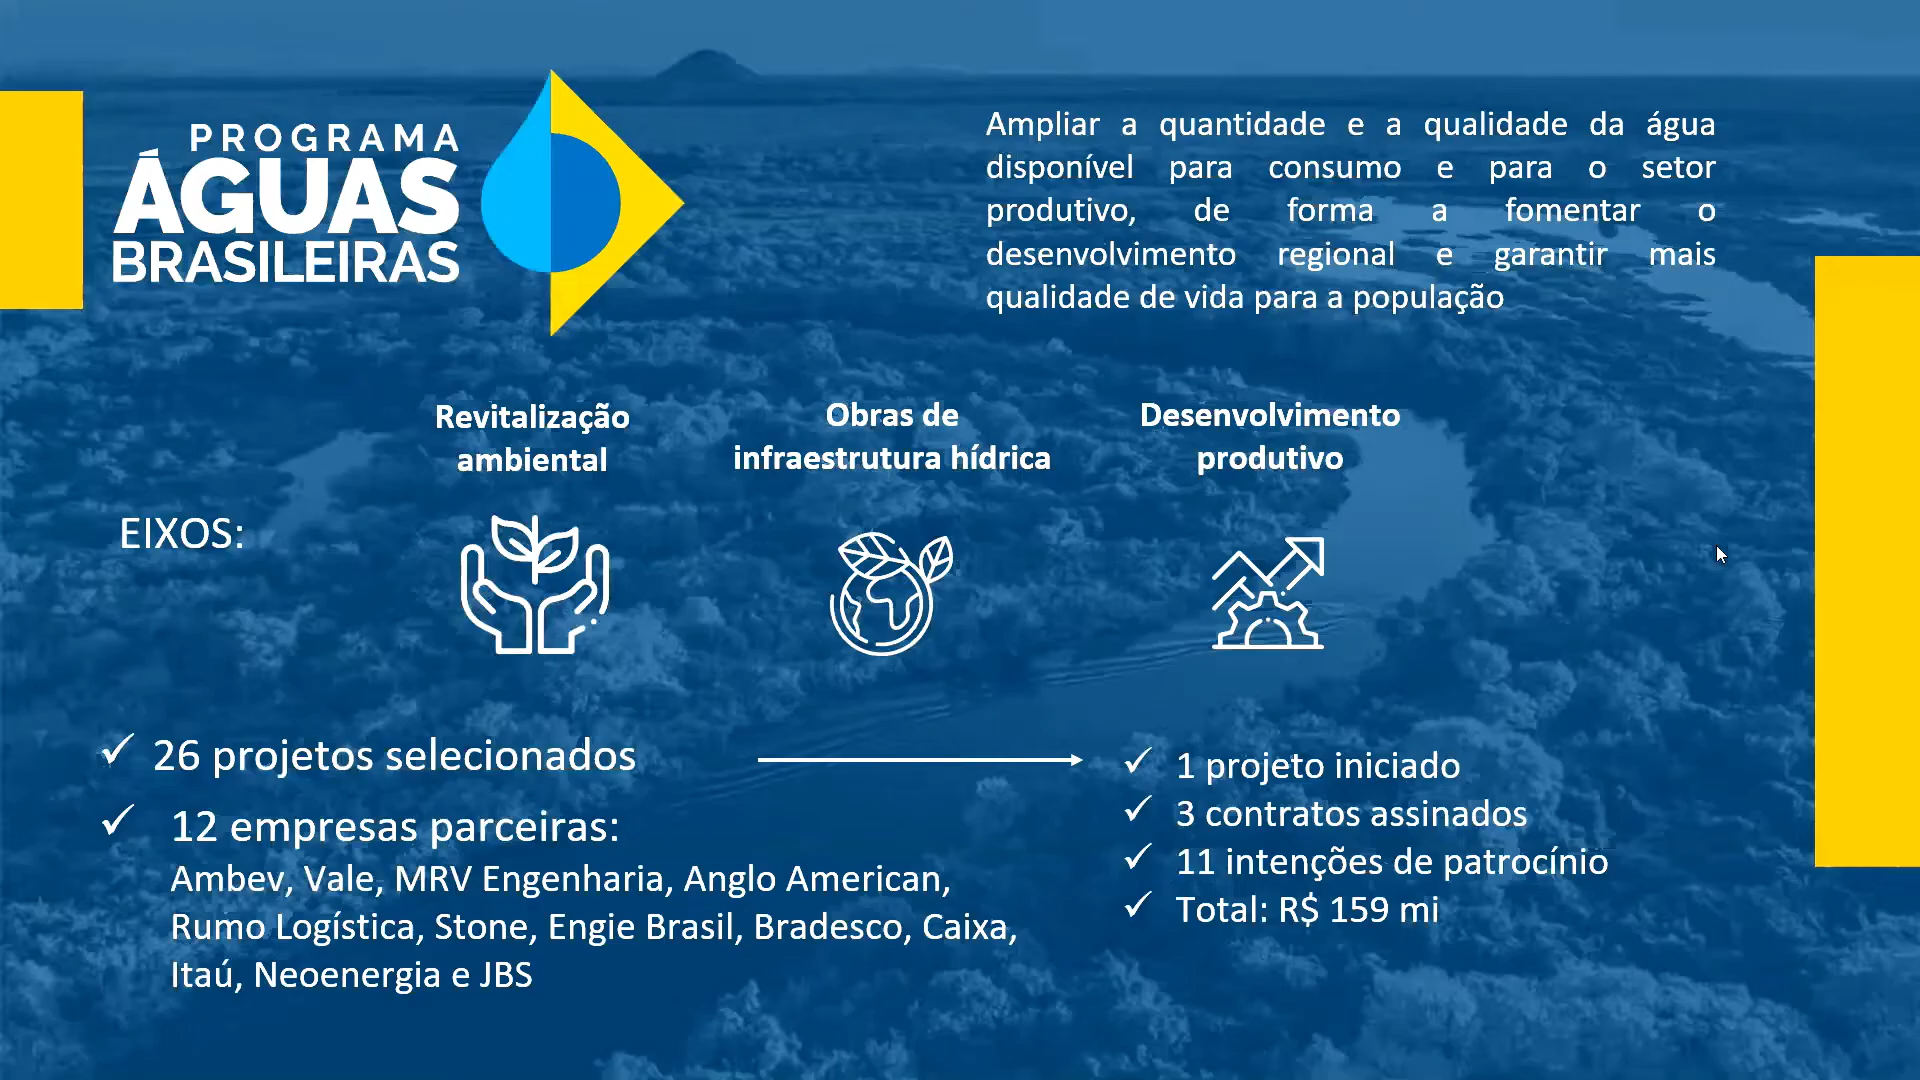 PROGRAMA
ÁGUAS
BRASILEIRAS
Ampliar a quantidade e a qualidade da água
disponível para consumo e para o setor
produtivo, de forma a fomentar o
desenvolvimento regional e garantir mais
qualidade de vida para a população
Revitalização
ambiental
Obras de
infraestrutura hídrica
Desenvolvimento
produtivo
EIXOS:
✓ 26 projetos selecionados
✓ 12 empresas parceiras:
Ambev, Vale, MRV Engenharia, Anglo American,
Rumo Logística, Stone, Engie Brasil, Bradesco, Caixa,
Itaú, Neoenergia e JBS
✓ 1 projeto iniciado
✓ 3 contratos assinados
✓ 11 intenções de patrocínio
✓ Total: R$ 159 mi